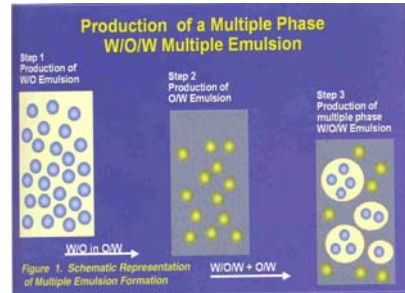 Production of a Multiple Phase
W/O/W Multiple Emulsion
Step 1
Production of
W/O Emulsion
Step 2
Production of
O/W Emulsion
Step 3
Production of
multiple phase
W/O/W Emulsion
W/O in O/W
W/O/W + O/W
Figure 1. Schematic Representation
of Multiple Emulsion Formation